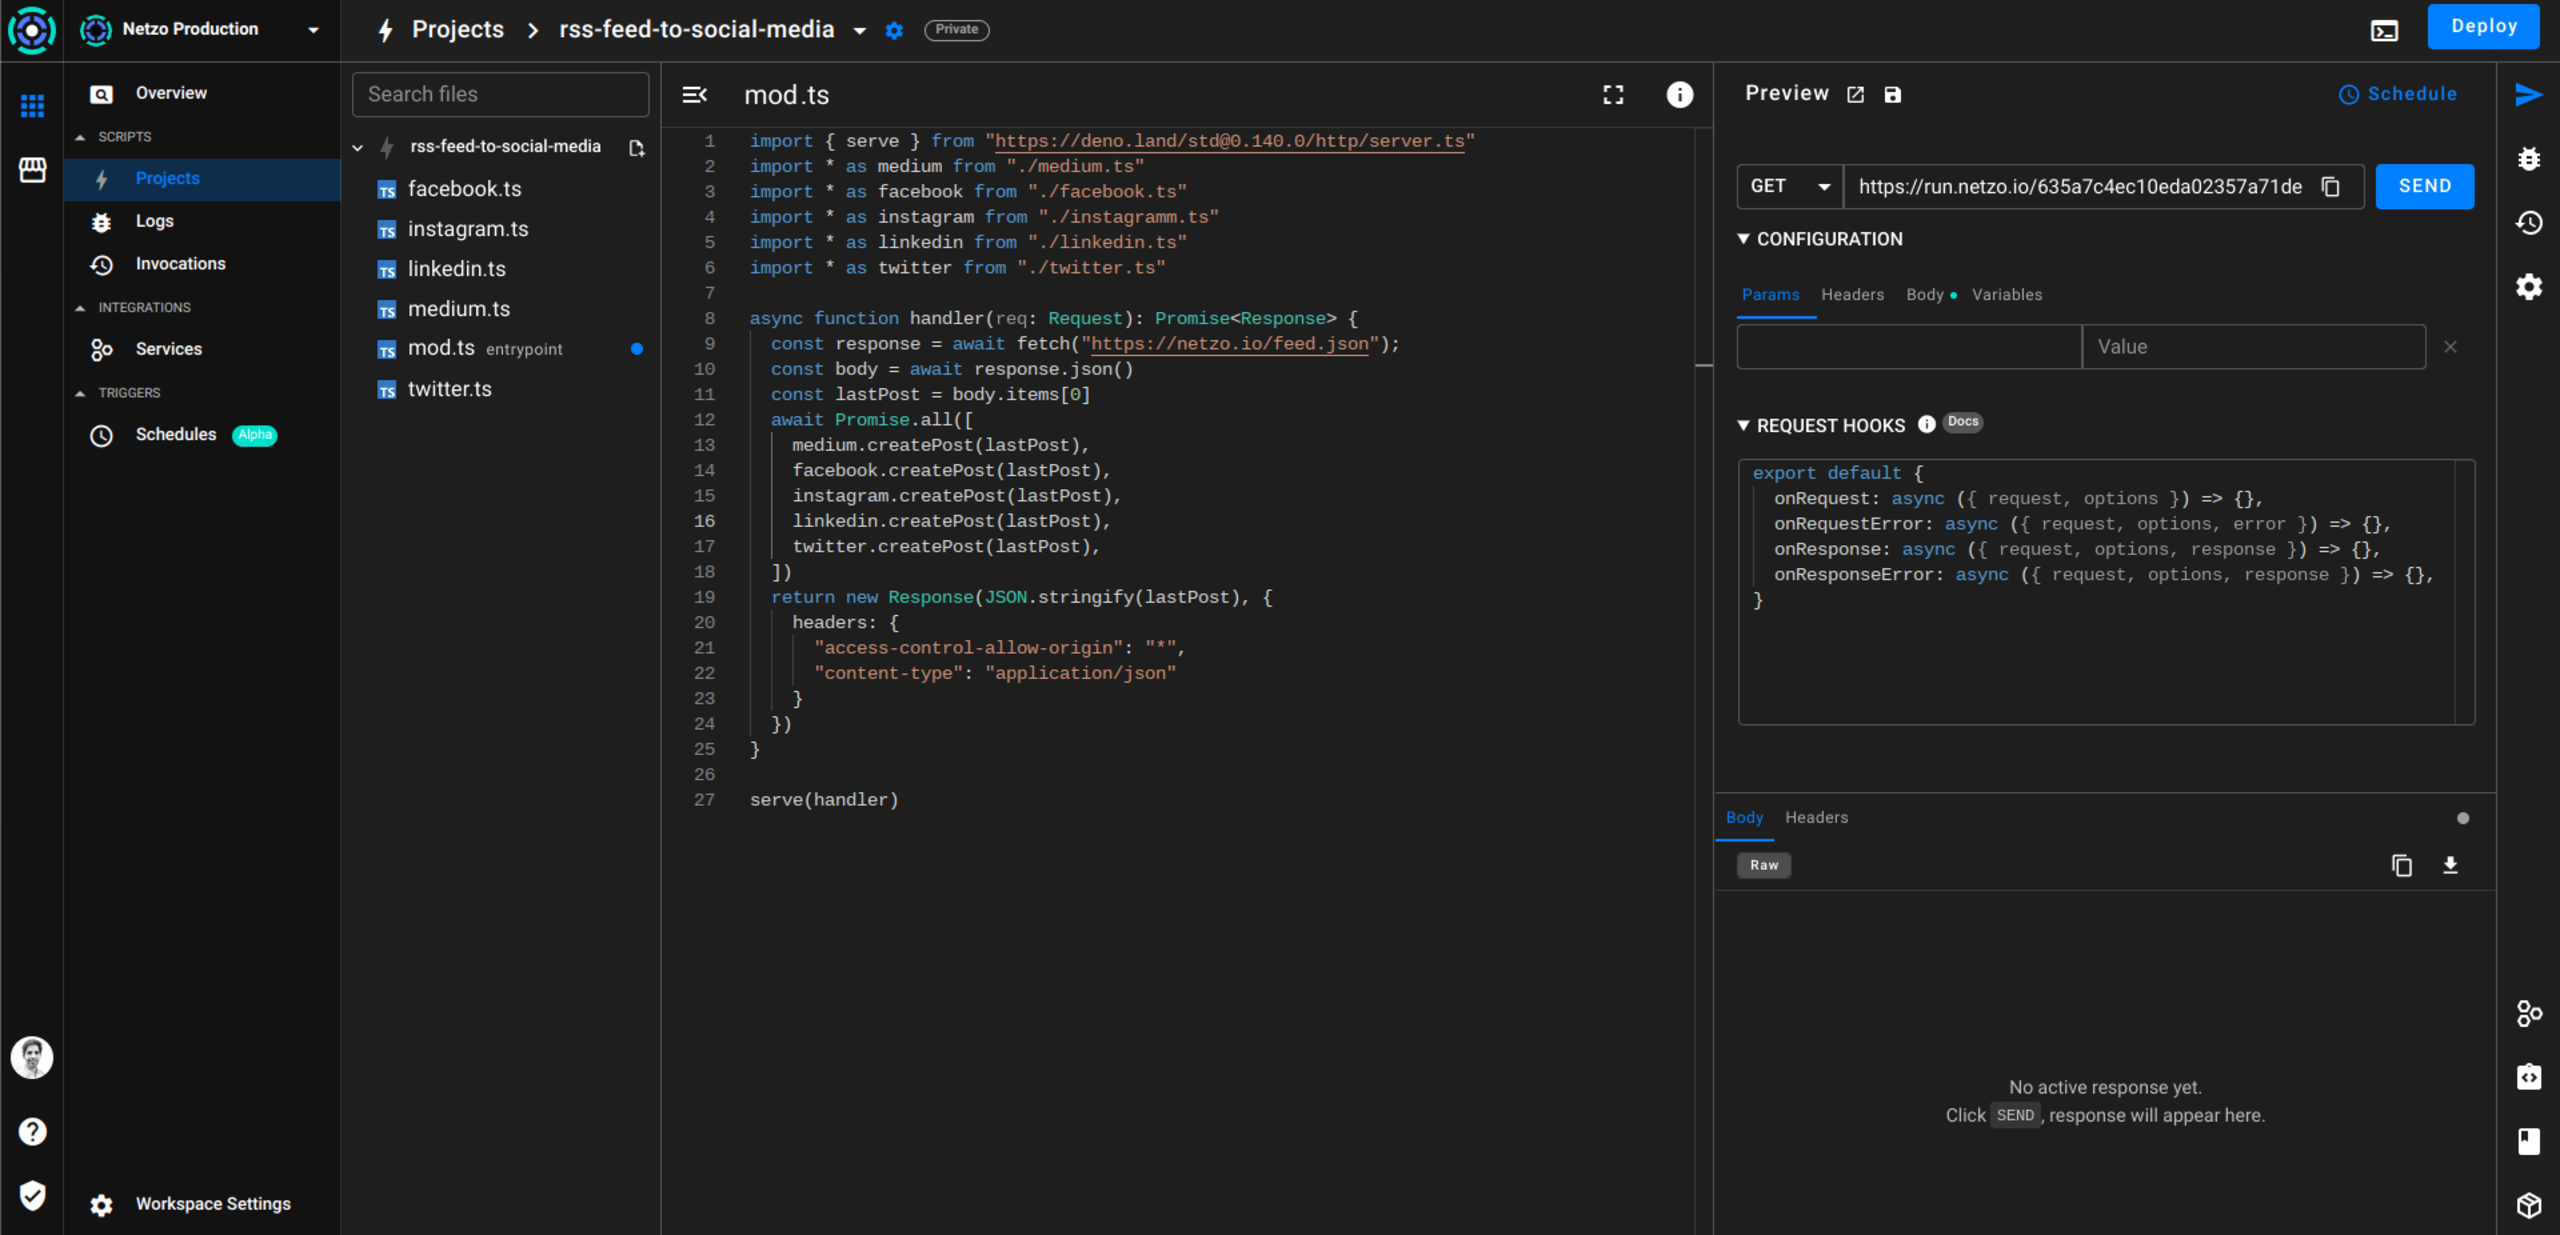 Netzo Production
Projects
rss-feed-to-social-media
Private
Deploy
Overview
SCRIPTS
Projects
Logs
Invocations
INTEGRATIONS
Services
TRIGGERS
Schedules Alpha
Workspace Settings
Search files
rss-feed-to-social-media
TS facebook.ts
TS instagram.ts
TS linkedin.ts
TS medium.ts
TS mod.ts entrypoint
TS twitter.ts
mod.ts
1 import { serve } from "https://deno.land/std@0.140.0/http/server.ts"
2 import * as medium from "./medium.ts"
3 import * as facebook from "./facebook.ts"
4 import * as instagram from "./instagramm.ts"
5 import * as linkedin from "./linkedin.ts"
6 import * as twitter from "./twitter.ts"
7
8 async function handler(req: Request): Promise<Response> {
9 const response = await fetch("https://netzo.io/feed.json");
10 const body = await response.json()
11 const lastPost = body.items[0]
12 await Promise.all([
13 medium.createPost(lastPost),
14 facebook.createPost(lastPost),
15 instagram.createPost(lastPost),
16 linkedin.createPost(lastPost),
17 twitter.createPost(lastPost),
18 ])
19 return new Response(JSON.stringify(lastPost), {
20 headers: {
21 "access-control-allow-origin": "*",
22 "content-type": "application/json"
23 }
24 })
25 }
26
27 serve(handler)
Preview
Schedule
GET https://run.netzo.io/635a7c4ec10eda02357a71de SEND
CONFIGURATION
Params Headers Body Variables
Value
REQUEST HOOKS Docs
export default {
onRequest: async ({ request, options }) => {},
onRequestError: async ({ request, options, error }) => {},
onResponse: async ({ request, options, response }) => {},
onResponseError: async ({ request, options, response }) => {},
}
Body Headers
Raw
No active response yet.
Click SEND, response will appear here.